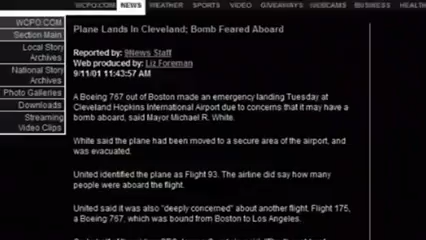 WCPO.COM NEWS WEATHER SPORTS VIDEO GIVEAWAYS WEBCAMS BUSINESS
WCPO.COM
Section Main
Local Story
Archives
National Story
Archives
Photo Galleries
Downloads
Streaming
Video Clips
Plane Lands In Cleveland; Bomb Feared Aboard
Reported by: 9News Staff
Web produced by: Liz Foreman
9/11/01 11:43:57 AM
A Boeing 767 out of Boston made an emergency landing Tuesday at
Cleveland Hopkins International Airport due to concerns that it may have a
bomb aboard, said Mayor Michael R. White.
White said the plane had been moved to a secure area of the airport, and
was evacuated.
United identified the plane as Flight 93. The airline did say how many
people were aboard the flight.
United said it was also "deeply concerned" about another flight, Flight 175,
a Boeing 767, which was bound from Boston to Los Angeles.